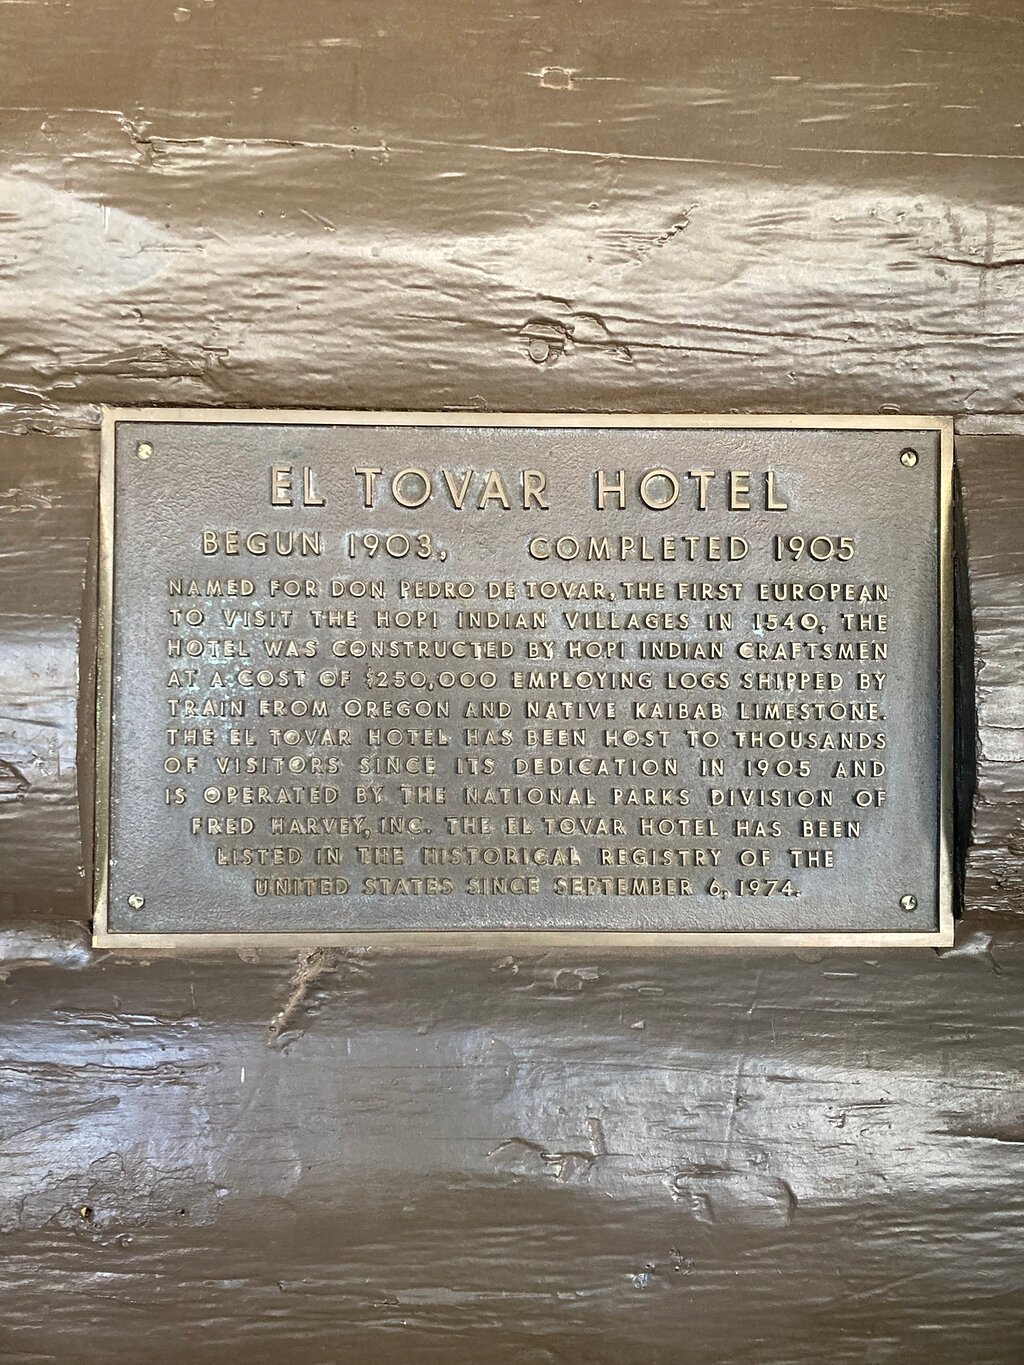 EL TOVAR HOTEL
BEGUN 1903, COMPLETED 1905
NAMED FOR DON PEDRO DE TOVAR, THE FIRST EUROPEAN
TO VISIT THE HOPI INDIAN VILLAGES IN 1540, THE
HOTEL WAS CONSTRUCTED BY HOPI INDIAN CRAFTSMEN
AT A COST OF $250,000 EMPLOYING LOGS SHIPPED BY
TRAIN FROM OREGON AND NATIVE KAIBAB LIMESTONE.
THE EL TOVAR HOTEL HAS BEEN HOST TO THOUSANDS
OF VISITORS SINCE ITS DEDICATION IN 1905 AND
IS OPERATED BY THE NATIONAL PARKS DIVISION OF
FRED HARVEY, INC. THE EL TOVAR HOTEL HAS BEEN
LISTED IN THE HISTORICAL REGISTRY OF THE
UNITED STATES SINCE SEPTEMBER 6, 1974.